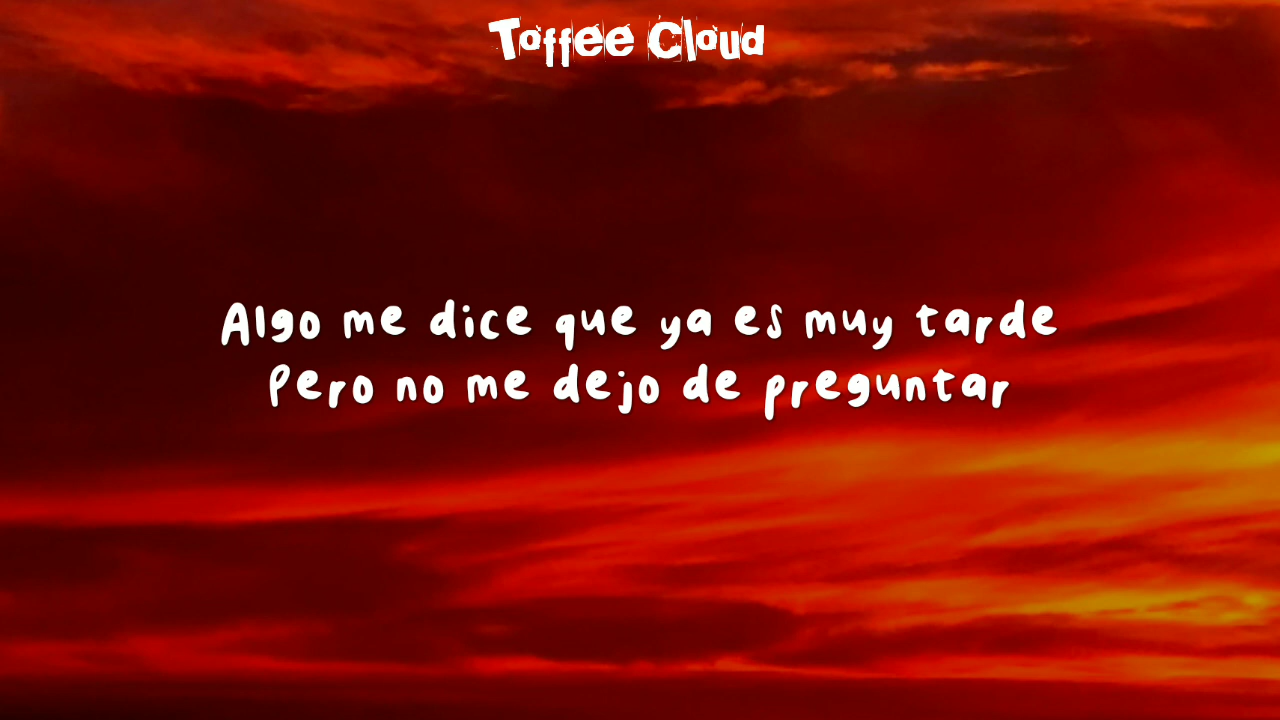 Toffee Cloud
Algo me dice que ya es muy tarde
Pero no me dejo de preguntar